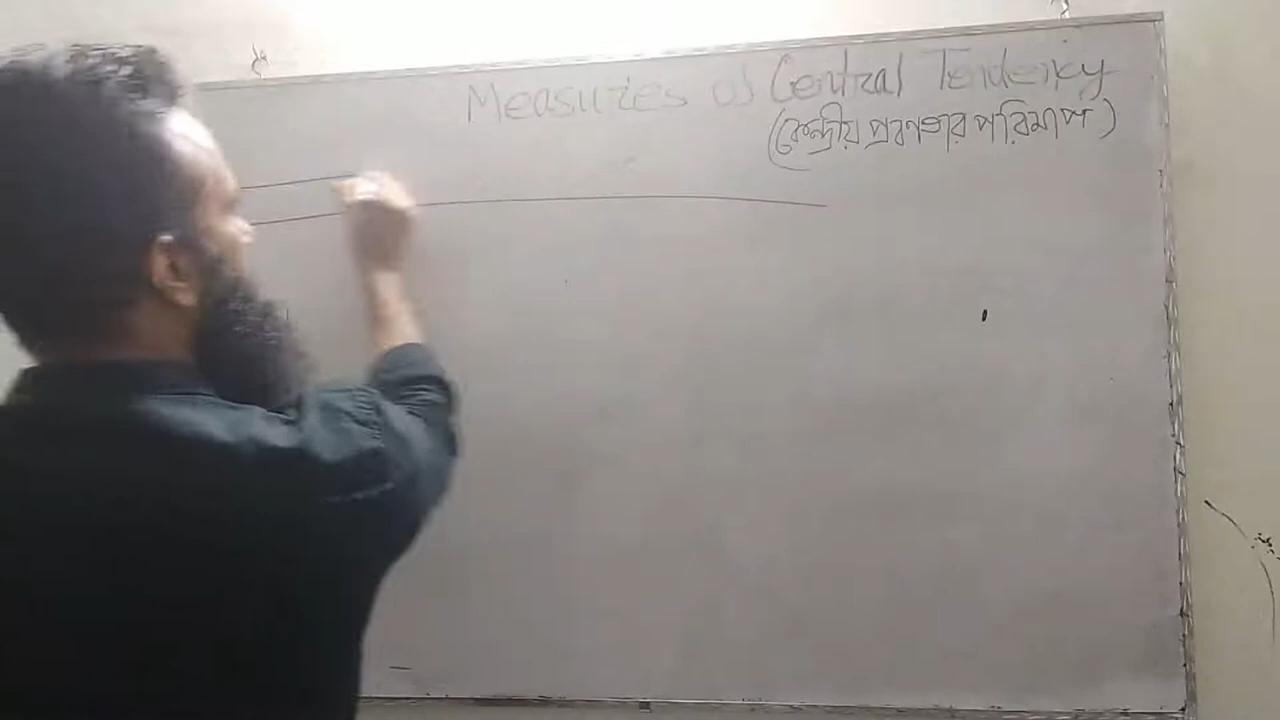 Measures of Central Tendency
(কেন্দ্রীয় প্রবণতার পরিমাপ)